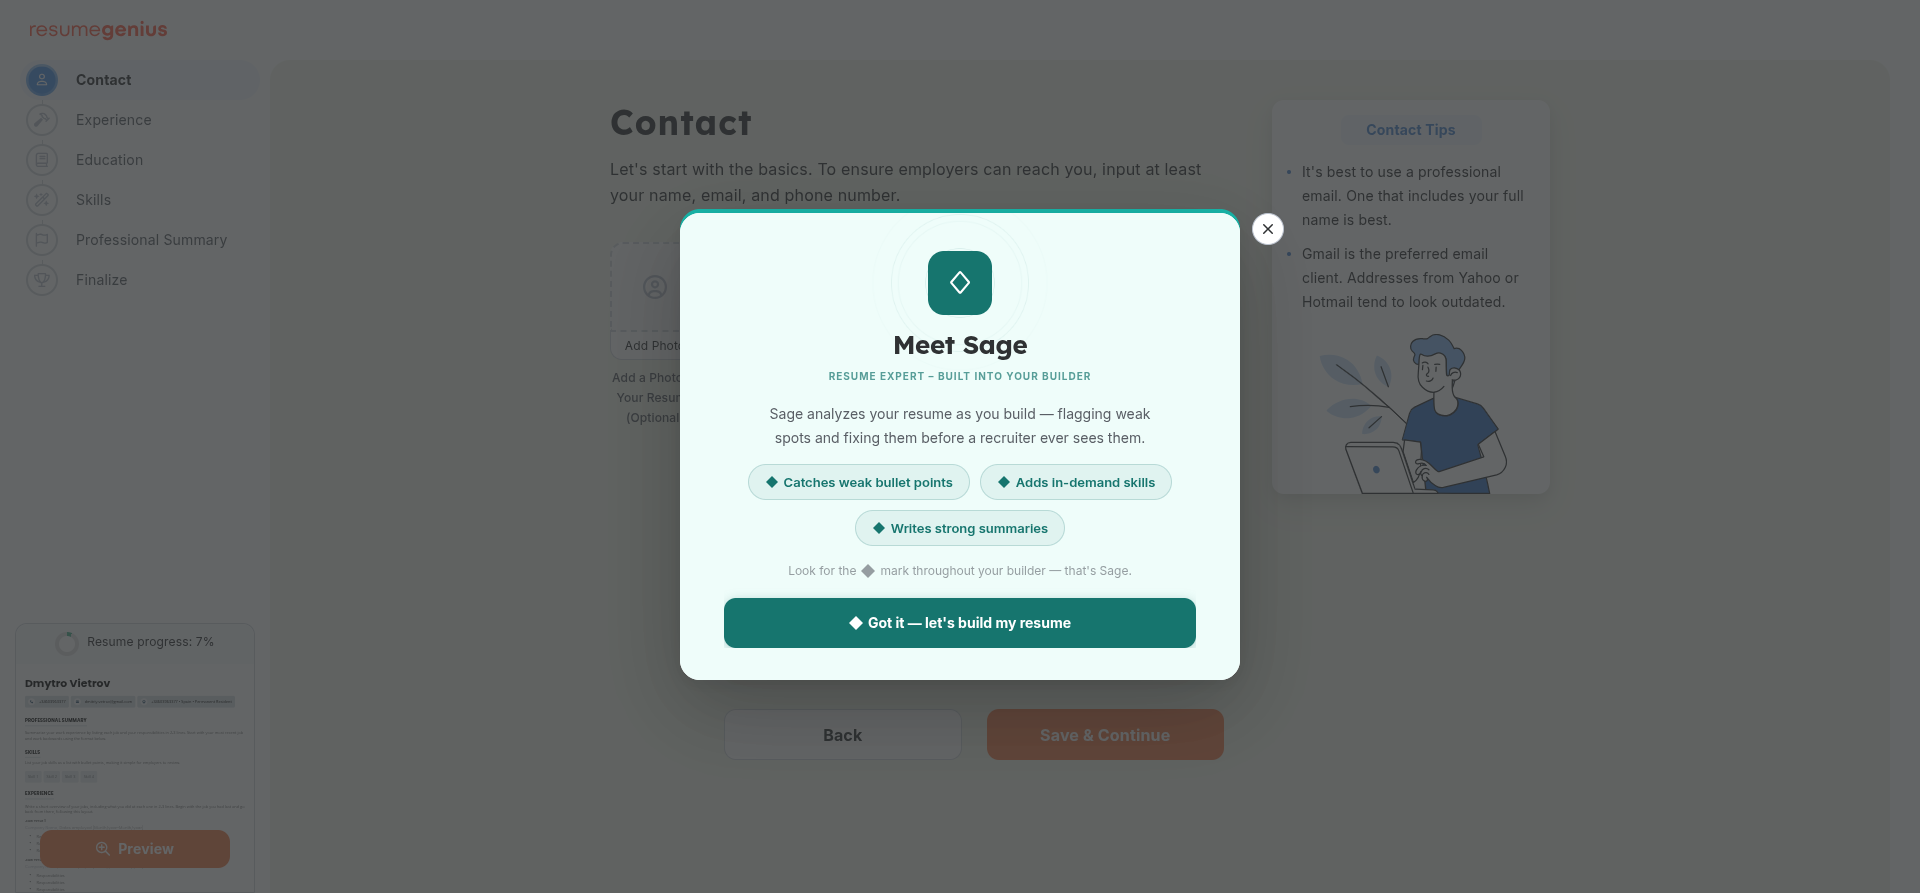 resumegenius
Contact
Experience
Education
Skills
Professional Summary
Finalize
Contact
Let's start with the basics. To ensure employers can reach you, input at least
your name, email, and phone number.
Add Photo
Add a Photo
Your Resu
(Optional
Contact Tips
It's best to use a professional
email. One that includes your full
name is best.
Gmail is the preferred email
client. Addresses from Yahoo or
Hotmail tend to look outdated.
Meet Sage
RESUME EXPERT – BUILT INTO YOUR BUILDER
Sage analyzes your resume as you build — flagging weak
spots and fixing them before a recruiter ever sees them.
◆ Catches weak bullet points
◆ Adds in-demand skills
◆ Writes strong summaries
Look for the ◆ mark throughout your builder — that's Sage.
◆ Got it — let's build my resume
Back
Save & Continue
Resume progress: 7%
Dmytro Vietrov
PROFESSIONAL SUMMARY
SKILLS
EXPERIENCE
Preview